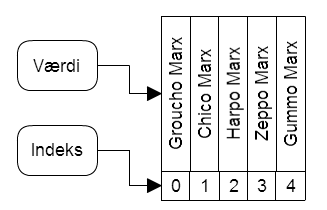 Værdi
Groucho Marx
Chico Marx
Harpo Marx
Zeppo Marx
Gummo Marx
Indeks
0 1 2 3 4